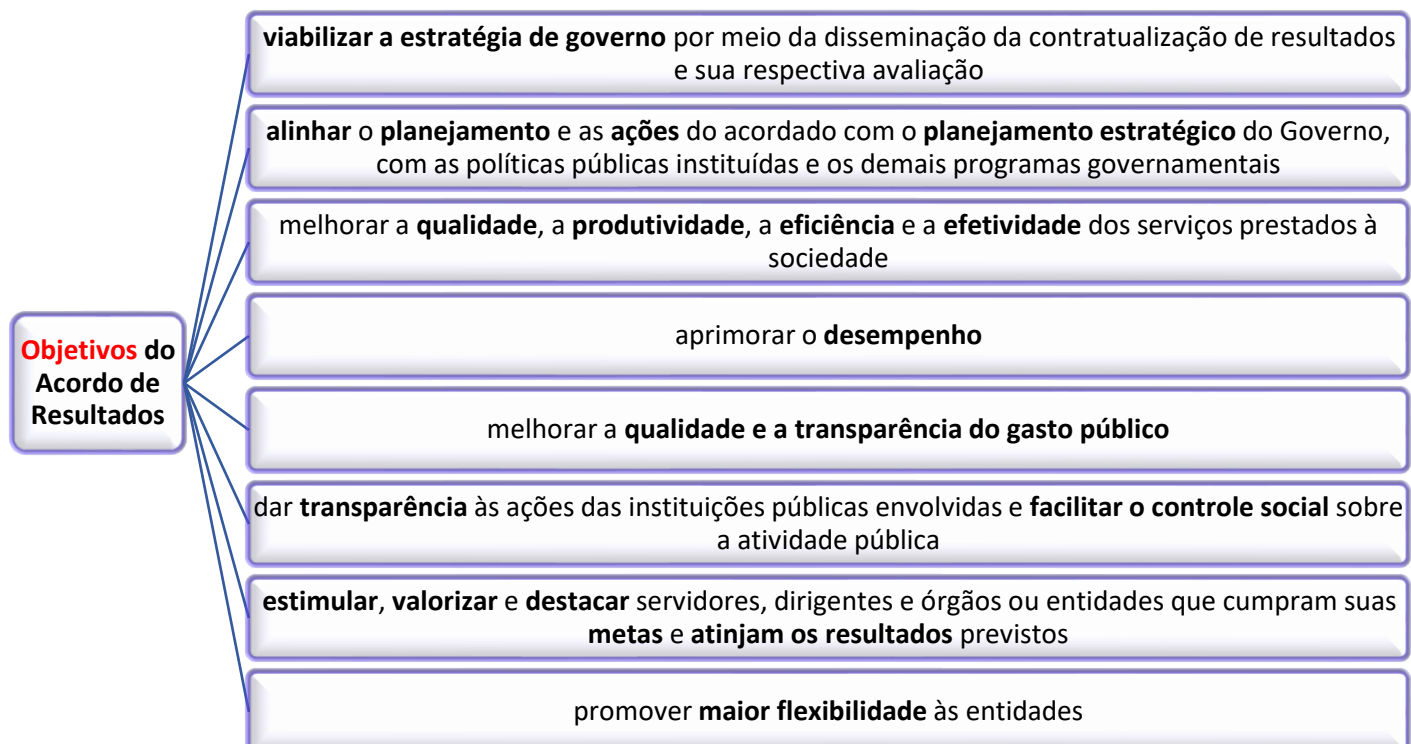 viabilizar a estratégia de governo por meio da disseminação da contratualização de resultados
e sua respectiva avaliação
alinhar o planejamento e as ações do acordado com o planejamento estratégico do Governo,
com as políticas públicas instituídas e os demais programas governamentais
melhorar a qualidade, a produtividade, a eficiência e a efetividade dos serviços prestados à
sociedade
Objetivos do
Acordo de
Resultados
aprimorar o desempenho
melhorar a qualidade e a transparência do gasto público
dar transparência às ações das instituições públicas envolvidas e facilitar o controle social sobre
a atividade pública
estimular, valorizar e destacar servidores, dirigentes e órgãos ou entidades que cumpram suas
metas e atinjam os resultados previstos
promover maior flexibilidade às entidades